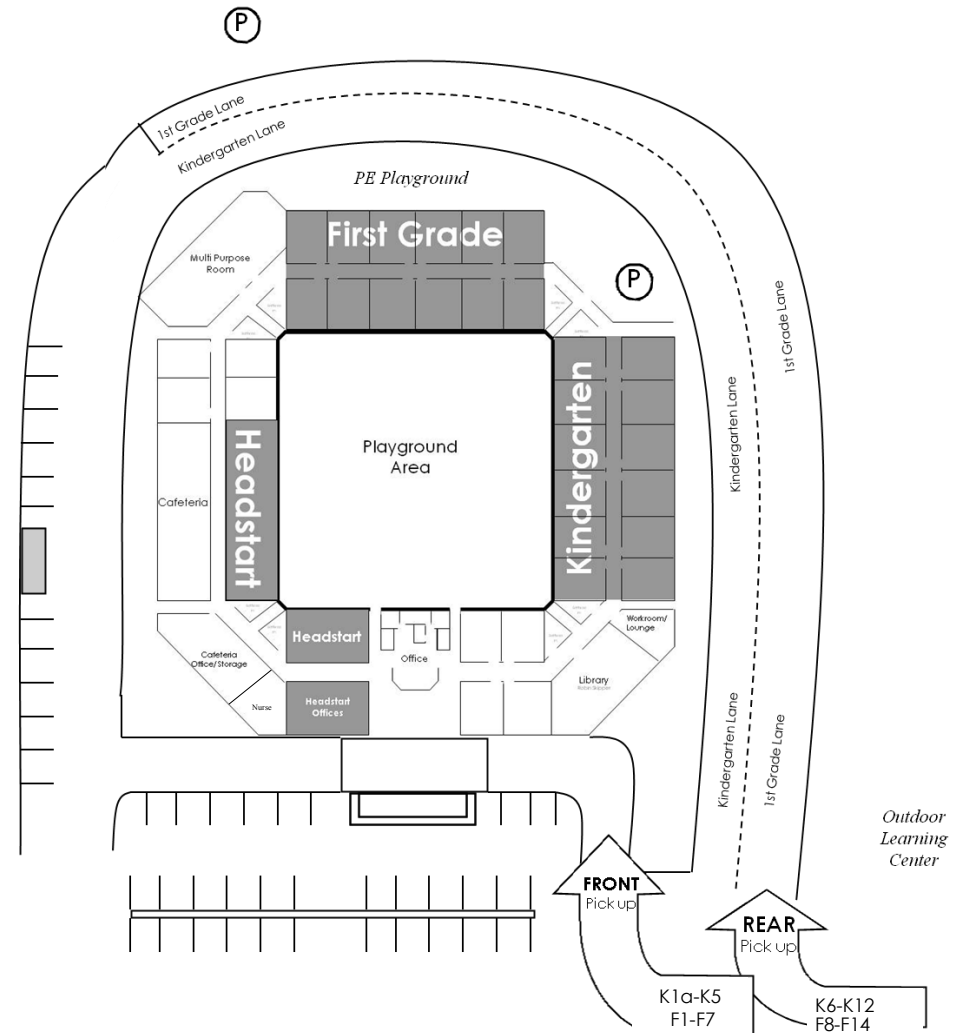 P
1st Grade Lane
Kindergarten Lane
PE Playground
First Grade
Multi Purpose
Room
P
1st Grade Lane
Kindergarten Lane
Kindergarten
Headstart
Playground
Area
Cafeteria
Headstart
Office
Workroom/
Lounge
Cafeteria
Office/Storage
Library
Nurse
Headstart
Offices
Kindergarten Lane
1st Grade Lane
Outdoor
Learning
Center
FRONT
Pick up
REAR
Pick up
K1a-K5
F1-F7
K6-K12
F8-F14